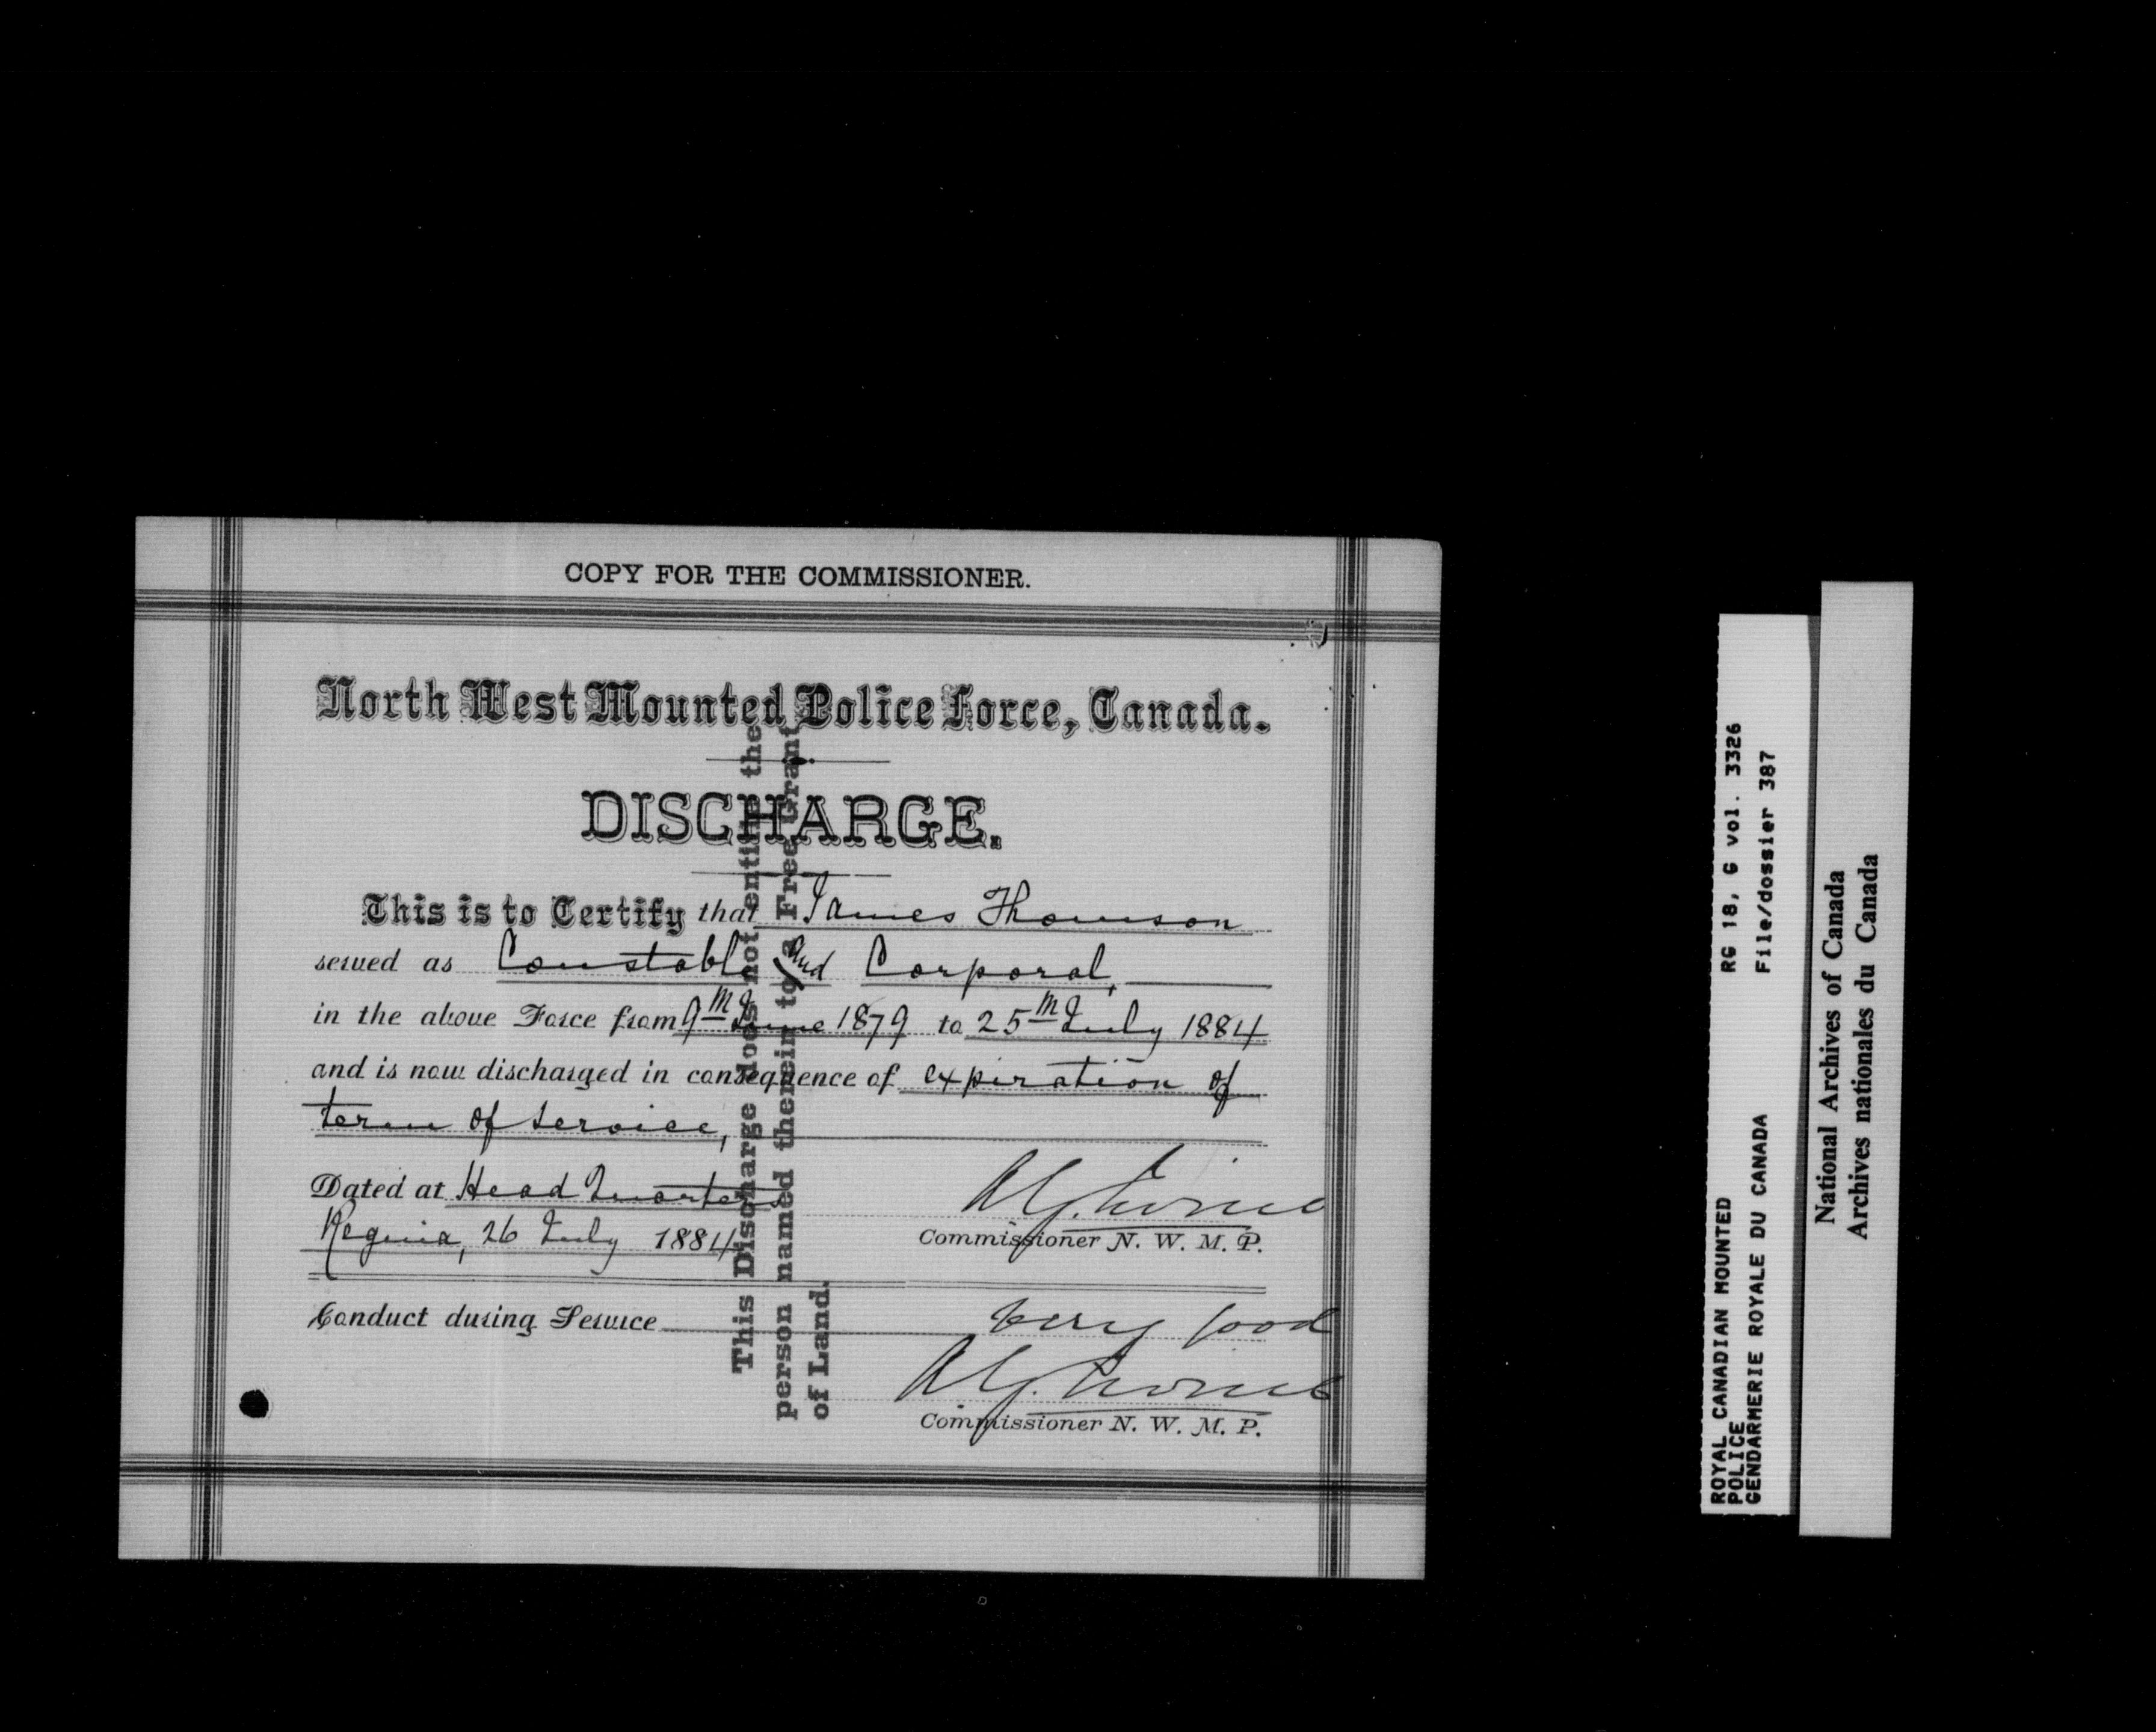 COPY FOR THE COMMISSIONER.
North West Mounted Police Force, Canada.
DISCHARGE.
This is to Certify that James Thomson
served as Constable and Corporal,
in the above Force from 9th June 1879 to 25th July 1884
and is now discharged in consequence of expiration of
term of service,
Dated at Head Quarters
Regina, 26 July 1884
A G Irvine
Commissioner N. W. M. P.
Conduct during Service very good
A G Irvine
Commissioner N. W. M. P.
This Discharge does not entitle the
person named therein to a Free Grant
of Land.
ROYAL CANADIAN MOUNTED RG 18, G vol. 3326
POLICE
GENDARMERIE ROYALE DU CANADA File/dossier 387
National Archives of Canada
Archives nationales du Canada